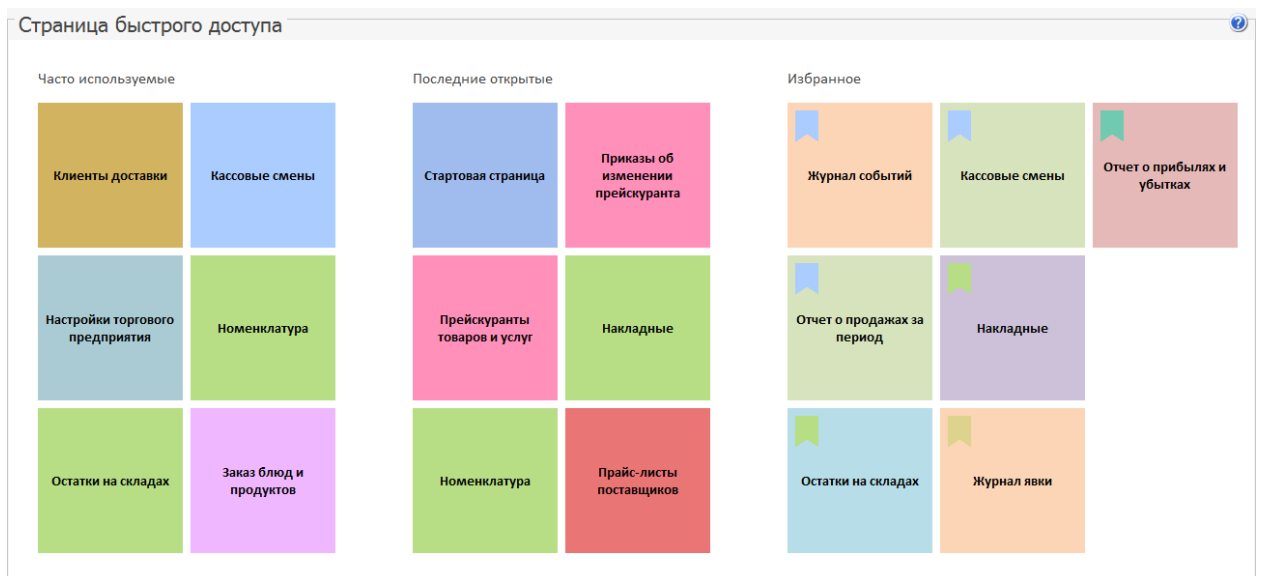 Страница быстрого доступа
?
Часто используемые
Клиенты доставки
Кассовые смены
Настройки торгового
предприятия
Номенклатура
Остатки на складах
Заказ блюд и
продуктов
Последние открытые
Стартовая страница
Приказы об
изменении
прейскуранта
Прейскуранты
товаров и услуг
Накладные
Номенклатура
Прайс-листы
поставщиков
Избранное
Журнал событий
Кассовые смены
Отчет о прибылях и
убытках
Отчет о продажах за
период
Накладные
Остатки на складах
Журнал явки